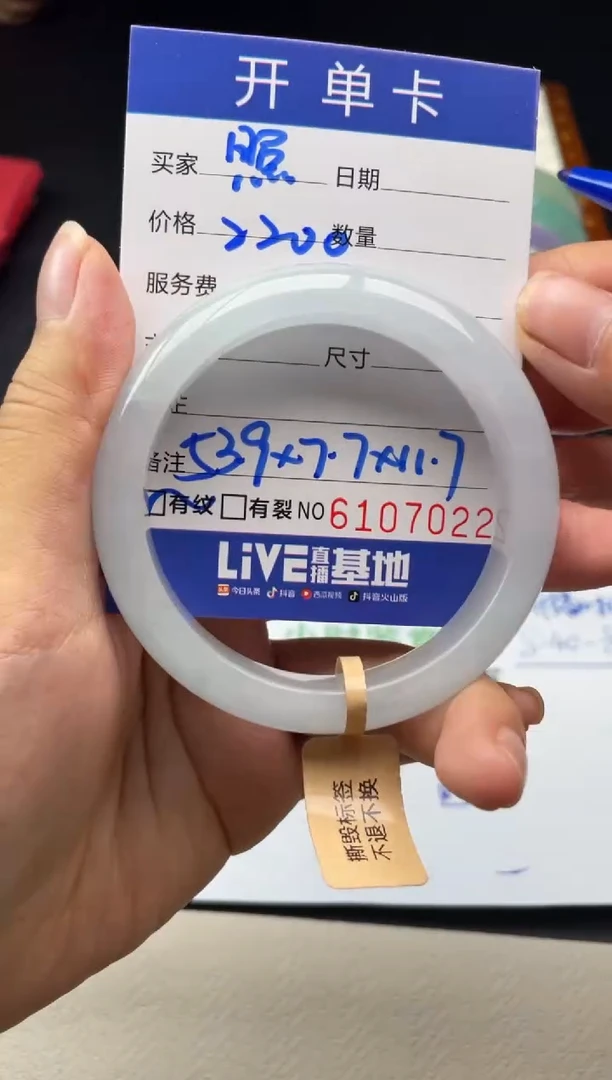 开单卡
买家 照 日期
价格 2200 数量
服务费
尺寸
备注 539×7.7×11.7
有纹 有裂 NO 6107022
LiVE直播基地
今日头条 抖音 西瓜视频 抖音火山版
撕毁标签
不退不换